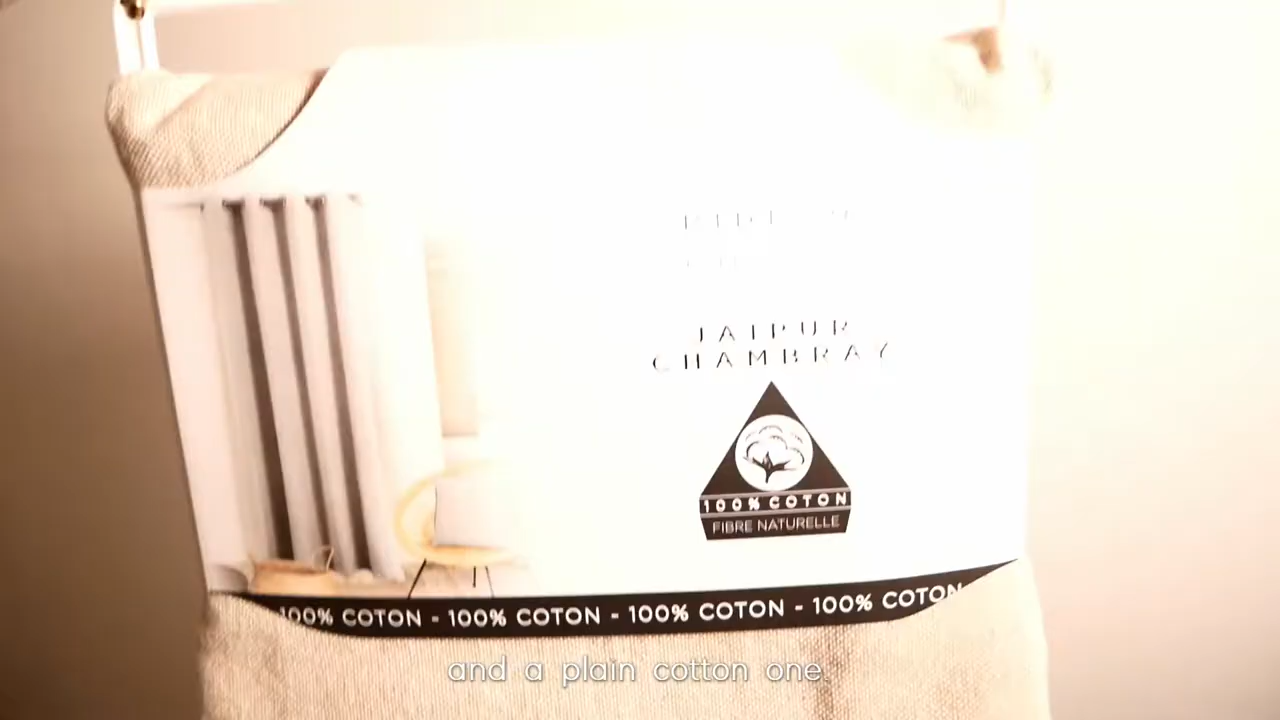 JAIPUR
CHAMBRAY
100% COTON
FIBRE NATURELLE
100% COTON - 100% COTON - 100% COTON - 100% COTON
and a plain cotton one.